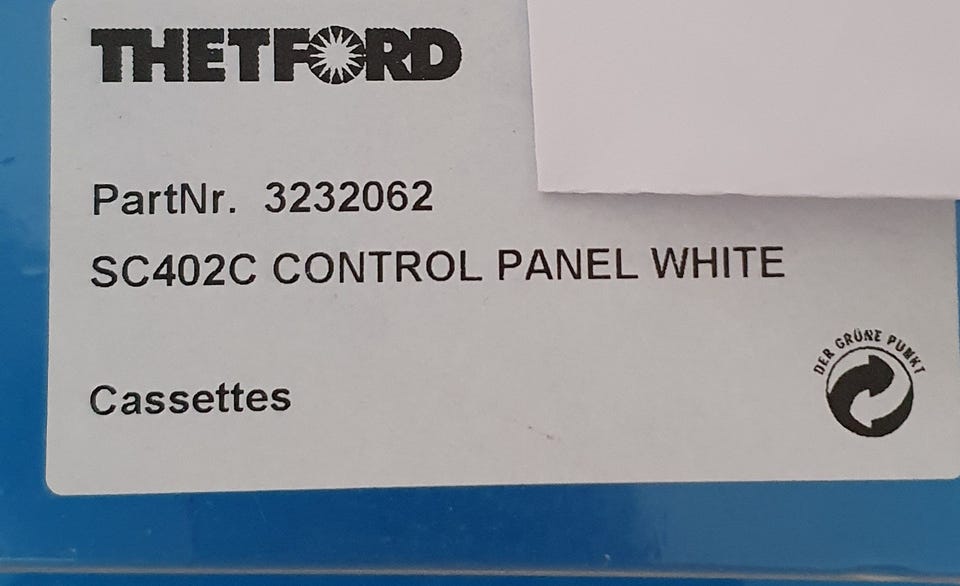 THETFORD
PartNr. 3232062
SC402C CONTROL PANEL WHITE
DER GRÜNE PUNKT
Cassettes